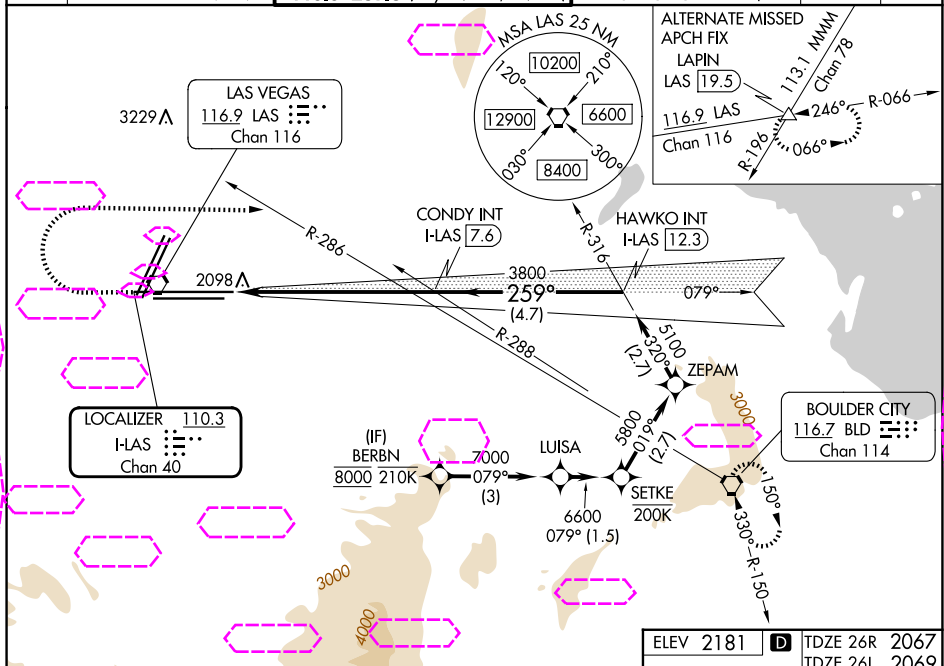 MSA LAS 25 NM
120°
210°
10200
12900
6600
030°
300°
8400
ALTERNATE MISSED
APCH FIX
LAPIN
LAS 19.5
113.1 MMM
Chan 78
116.9 LAS
Chan 116
246°
R-066
066°
R-196
LAS VEGAS
116.9 LAS
Chan 116
3229
R-286
CONDY INT
I-LAS 7.6
HAWKO INT
I-LAS 12.3
R-316
2098
3800
259°
(4.7)
079°
R-288
5100
320°
(2.7)
ZEPAM
3000
LOCALIZER 110.3
I-LAS
Chan 40
BOULDER CITY
116.7 BLD
Chan 114
(IF)
BERBN
8000 210K
7000
079°
(3)
LUISA
5800
019°
(2.7)
SETKE
200K
6600
079° (1.5)
150°
330°
R-150
3000
4000
ELEV 2181
D
TDZE 26R 2067
TDZE 26L 2069